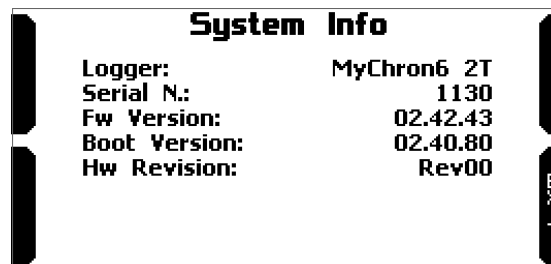 System Info
Logger: MyChron6 2T
Serial N.: 1130
Fw Version: 02.42.43
Boot Version: 02.40.80
Hw Revision: Rev00